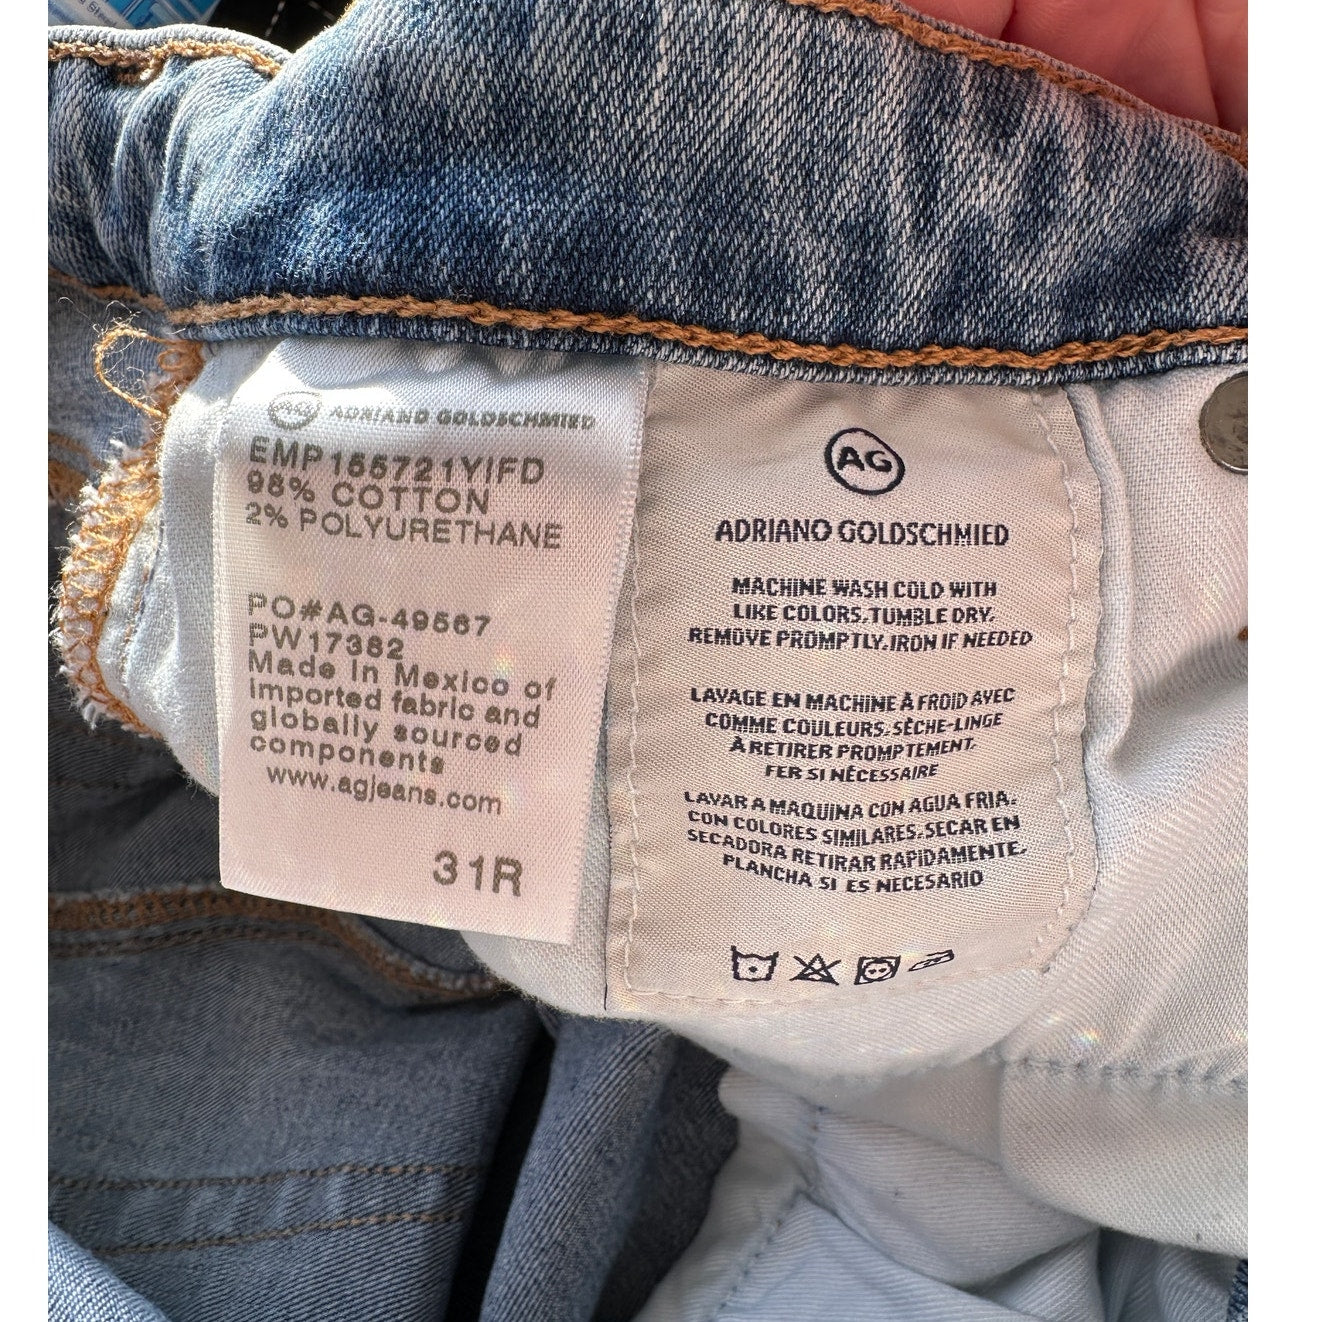 AG ADRIANO GOLDSCHMIED
EMP155721YIFD
98% COTTON
2% POLYURETHANE
PO#AG-49567
PW17382
Made In Mexico of
imported fabric and
globally sourced
components
www.agjeans.com
31R
AG
ADRIANO GOLDSCHMIED
MACHINE WASH COLD WITH
LIKE COLORS. TUMBLE DRY.
REMOVE PROMPTLY. IRON IF NEEDED
LAVAGE EN MACHINE À FROID AVEC
COMME COULEURS. SÈCHE-LINGE
À RETIRER PROMPTEMENT.
FER SI NÉCESSAIRE
LAVAR A MAQUINA CON AGUA FRIA.
CON COLORES SIMILARES. SECAR EN
SECADORA RETIRAR RAPIDAMENTE.
PLANCHA SI ES NECESARIO